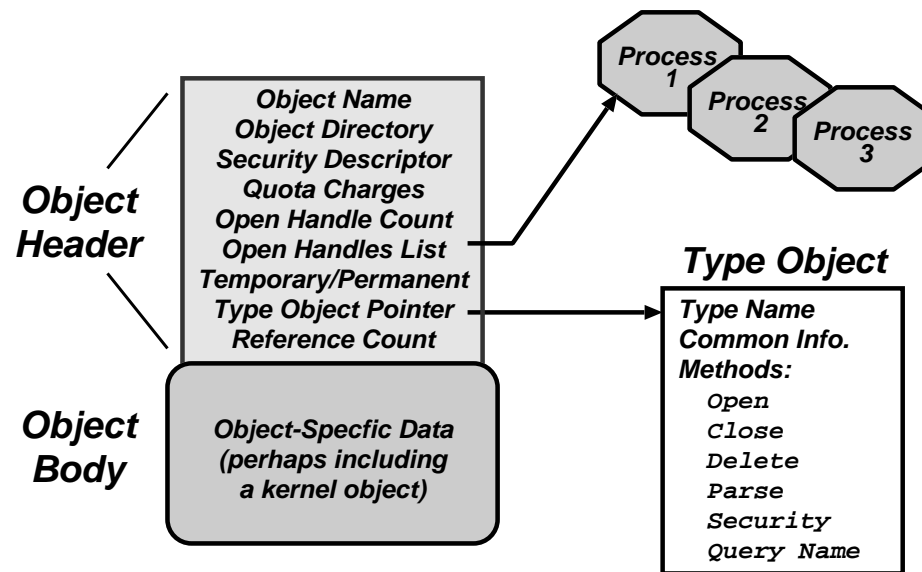 Object
Header
Object Name
Object Directory
Security Descriptor
Quota Charges
Open Handle Count
Open Handles List
Temporary/Permanent
Type Object Pointer
Reference Count
Object
Body
Object-Specfic Data
(perhaps including
a kernel object)
Process
1
Process
2
Process
3
Type Object
Type Name
Common Info.
Methods:
Open
Close
Delete
Parse
Security
Query Name